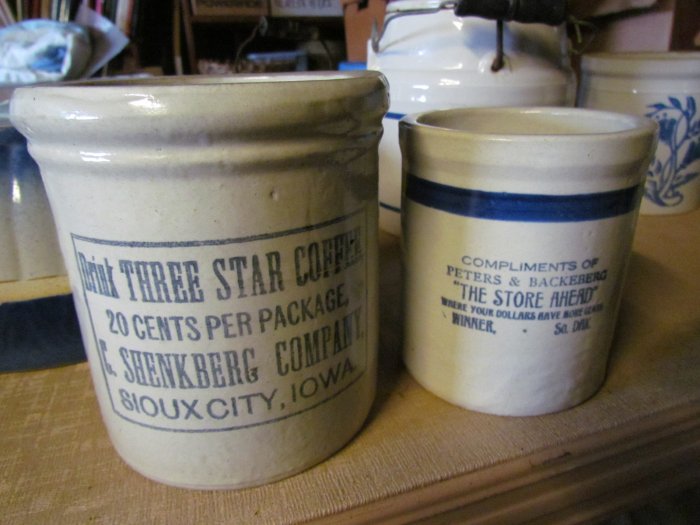 Drink THREE STAR COFFEE
20 CENTS PER PACKAGE.
C. SHENKBERG COMPANY,
SIOUX CITY, IOWA.
COMPLIMENTS OF
PETERS & BACKEBERG
"THE STORE AHEAD"
WHERE YOUR DOLLARS HAVE MORE CENTS
WINNER, So. DAK.